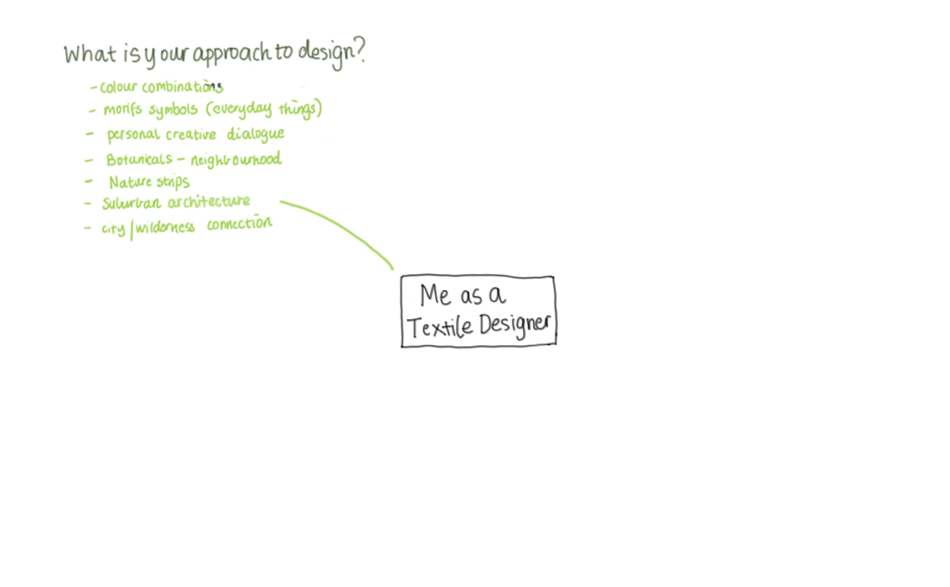 What is your approach to design?
- colour combinations
- motifs symbols (everyday things)
- personal creative dialogue
- Botanicals - neighbourhood
- Nature strips
- Suburban architecture
- city/wilderness connection
Me as a
Textile Designer